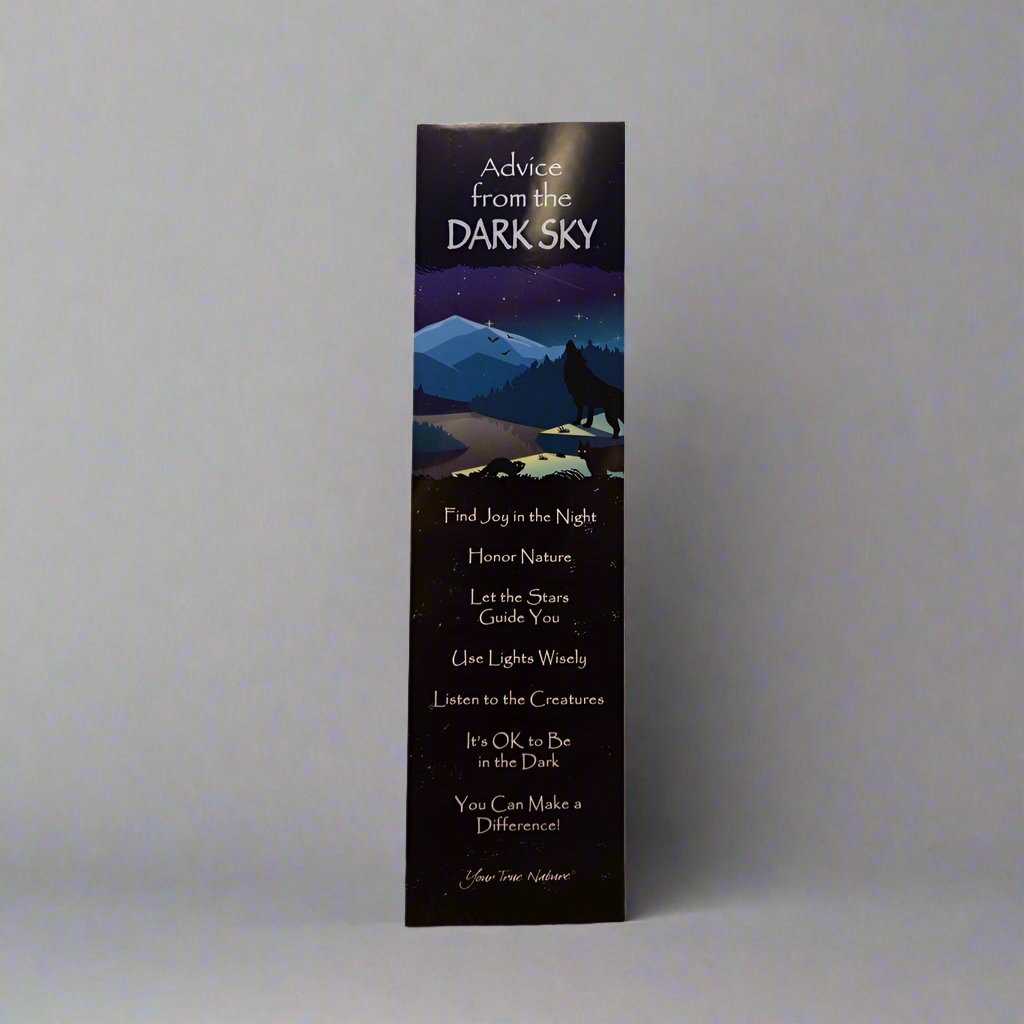 Advice
from the
DARK SKY
Find Joy in the Night
Honor Nature
Let the Stars
Guide You
Use Lights Wisely
Listen to the Creatures
It's OK to Be
in the Dark
You Can Make a
Difference!
Your True Nature®